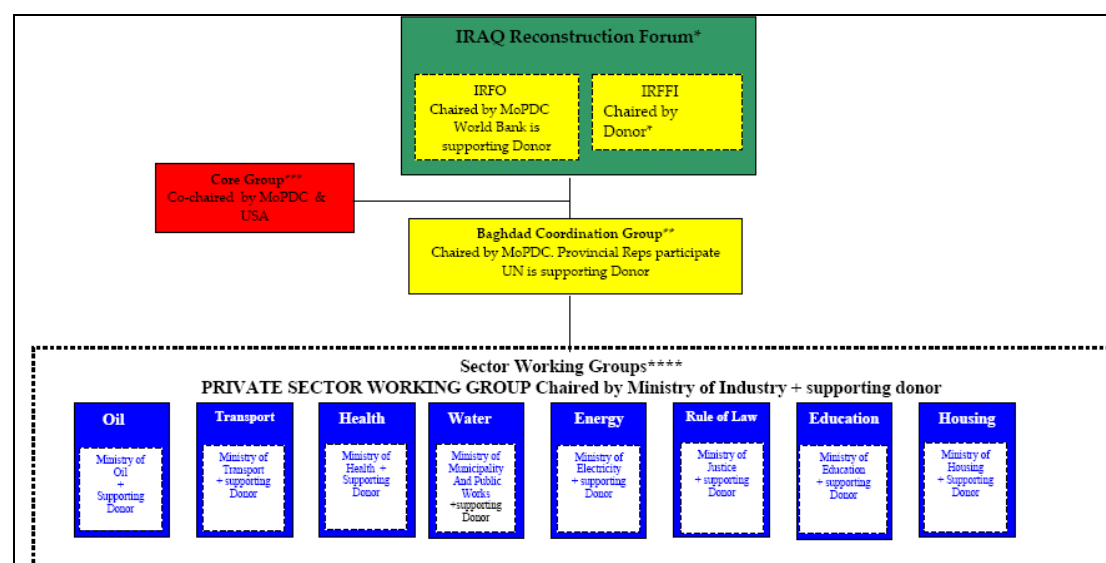 IRAQ Reconstruction Forum*
IRFO
Chaired by MoPDC
World Bank is
supporting Donor
IRFFI
Chaired by
Donor*
Core Group***
Co-chaired by MoPDC &
USA
Baghdad Coordination Group**
Chaired by MoPDC. Provincial Reps participate
UN is supporting Donor
Sector Working Groups****
PRIVATE SECTOR WORKING GROUP Chaired by Ministry of Industry + supporting donor
Oil
Ministry of
Oil
+
Supporting
Donor
Transport
Ministry of
Transport
+ supporting
Donor
Health
Ministry of
Health +
Supporting
Donor
Water
Ministry of
Municipality
And Public
Works
+supporting
Donor
Energy
Ministry of
Electricity
+ supporting
Donor
Rule of Law
Ministry of
Justice
+ supporting
Donor
Education
Ministry of
Education
+ supporting
Donor
Housing
Ministry of
Housing
+ Supporting
Donor